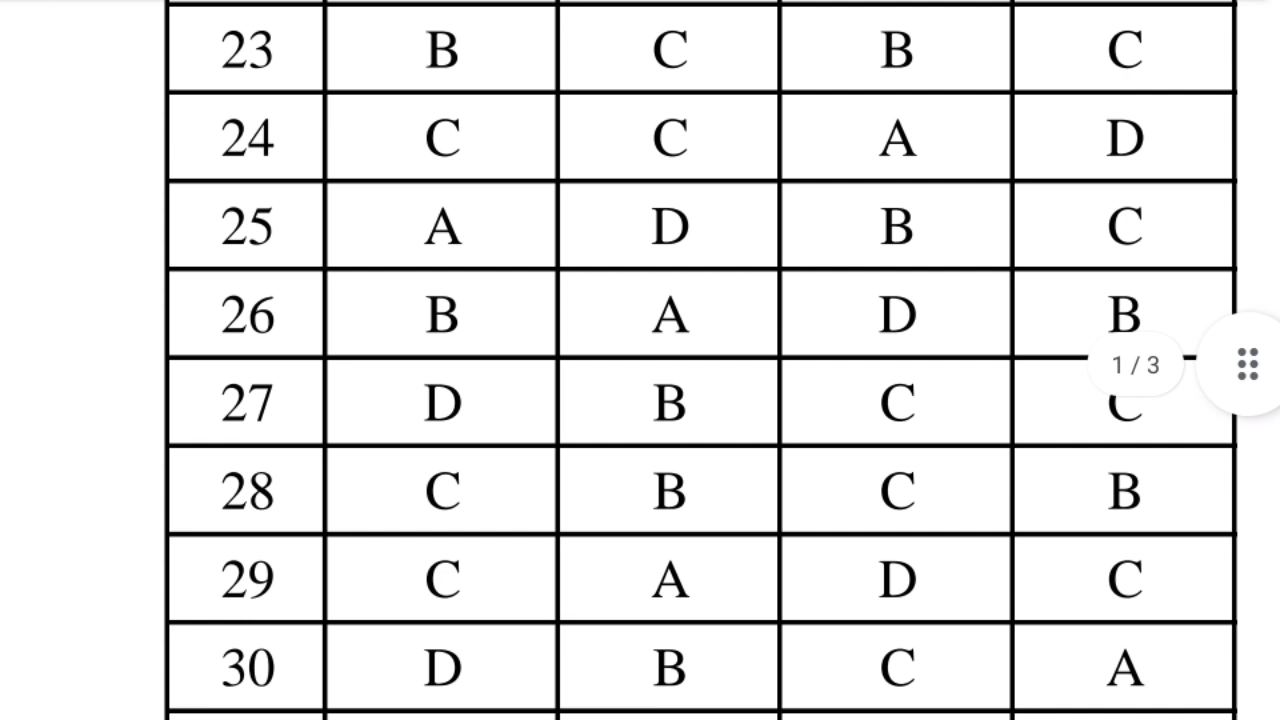 23 B C B C
24 C C A D
25 A D B C
26 B A D B
1 / 3
27 D B C C
28 C B C B
29 C A D C
30 D B C A